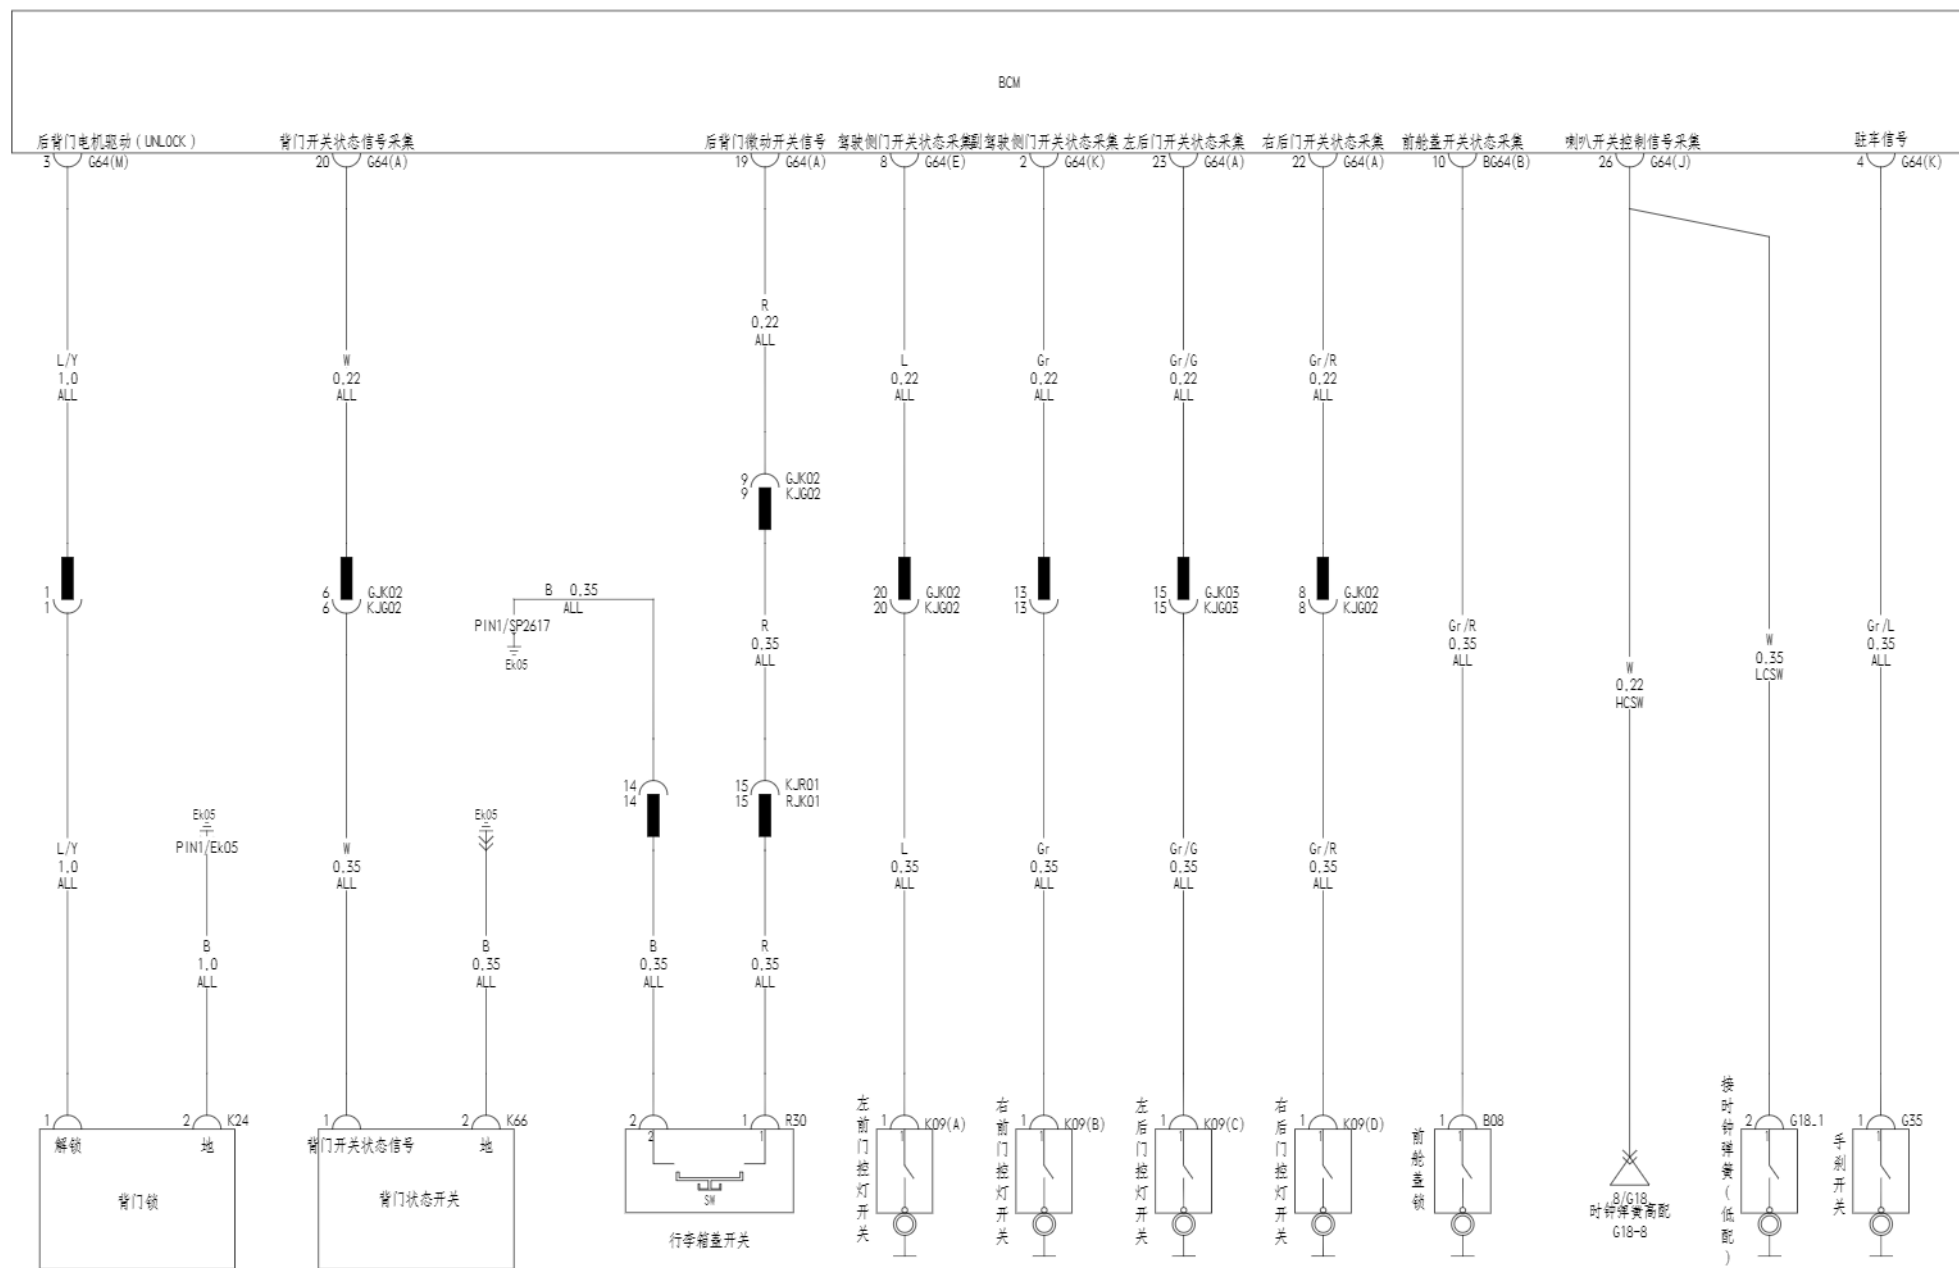 BCM
后背门电机驱动(UNLOCK)
背门开关状态信号采集
后背门微动开关信号
驾驶侧门开关状态采集
副驾驶侧门开关状态采集
左后门开关状态采集
右后门开关状态采集
前舱盖开关状态采集
喇叭开关控制信号采集
驻车信号
3 G64(M)
20 G64(A)
19 G64(A)
8 G64(E)
2 G64(K)
23 G64(A)
22 G64(A)
10 BG64(B)
26 G64(J)
4 G64(K)
R
0.22
ALL
L/Y
1.0
ALL
W
0.22
ALL
L
0.22
ALL
Gr
0.22
ALL
Gr/G
0.22
ALL
Gr/R
0.22
ALL
9 GJK02
9 KJG02
1
1
6 GJK02
6 KJG02
B 0.35
ALL
PIN1/SP2617
Ek05
20 GJK02
20 KJG02
13
13
15 GJK03
15 KJG03
8 GJK02
8 KJG02
R
0.35
ALL
Gr/R
0.35
ALL
W
0.22
HCSW
W
0.35
LCSW
Gr/L
0.35
ALL
14
14
15 KJR01
15 RJK01
Ek05
PIN1/Ek05
Ek05
L/Y
1.0
ALL
W
0.35
ALL
L
0.35
ALL
Gr
0.35
ALL
Gr/G
0.35
ALL
Gr/R
0.35
ALL
B
1.0
ALL
B
0.35
ALL
B
0.35
ALL
R
0.35
ALL
1
2 K24
解锁
地
背门锁
1
2 K66
背门开关状态信号
地
背门状态开关
2
1 R30
2
1
SW
行李箱盖开关
左前门控灯开关
1 K09(A)
1
右前门控灯开关
1 K09(B)
1
左后门控灯开关
1 K09(C)
1
右后门控灯开关
1 K09(D)
1
前舱盖锁
1 B08
1
8/G18
时钟弹簧高配
G18-8
接时钟弹簧(低配)
2 G18_1
1
手刹开关
1 G35
1